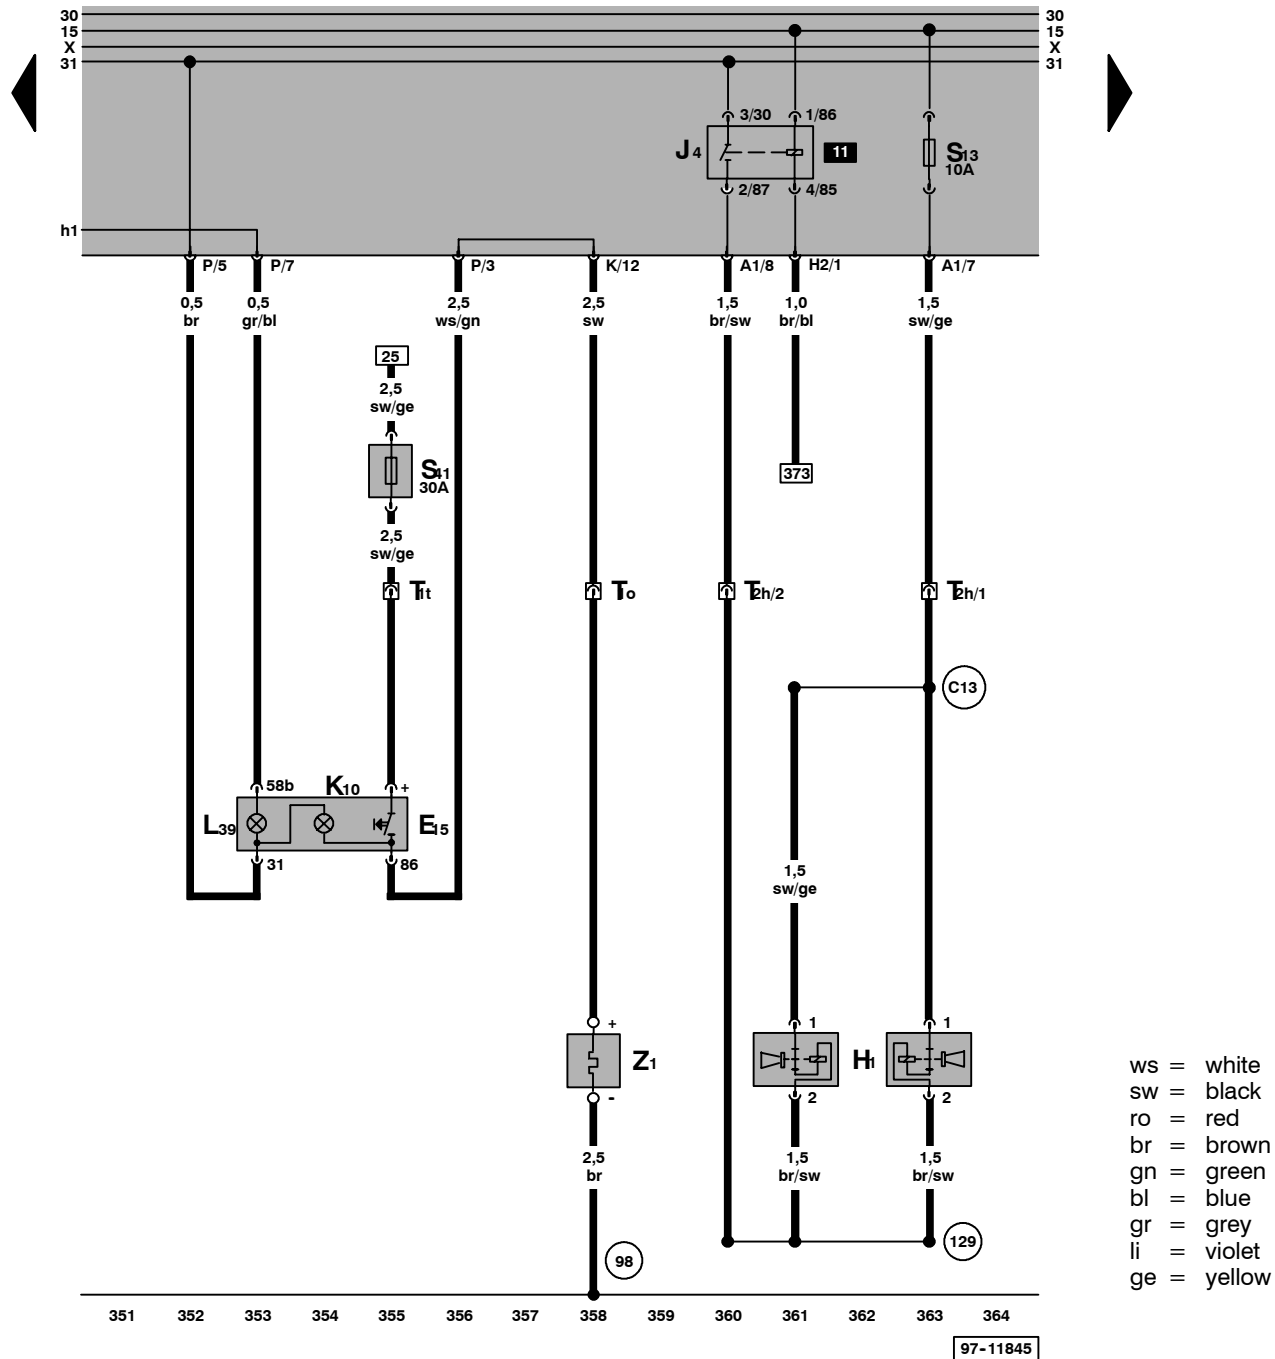 30 30
15 15
X X
31 31
3/30 1/86
J4 11 S13
10A
2/87 4/85
h1
P/5 P/7 P/3 K/12 A1/8 H2/1 A1/7
0,5 0,5 2,5 2,5 1,5 1,0 1,5
br gr/bl ws/gn sw br/sw br/bl sw/ge
25
2,5
sw/ge
S41
30A
373
2,5
sw/ge
T1t T1o T2h/2 T2h/1
C13
58b K10 +
L39 E15
31 86
1,5
sw/ge
+ 1 1
Z1 H1
- 2 2
2,5 1,5 1,5
br br/sw br/sw
98 129
351 352 353 354 355 356 357 358 359 360 361 362 363 364
97-11845
ws = white
sw = black
ro = red
br = brown
gn = green
bl = blue
gr = grey
li = violet
ge = yellow